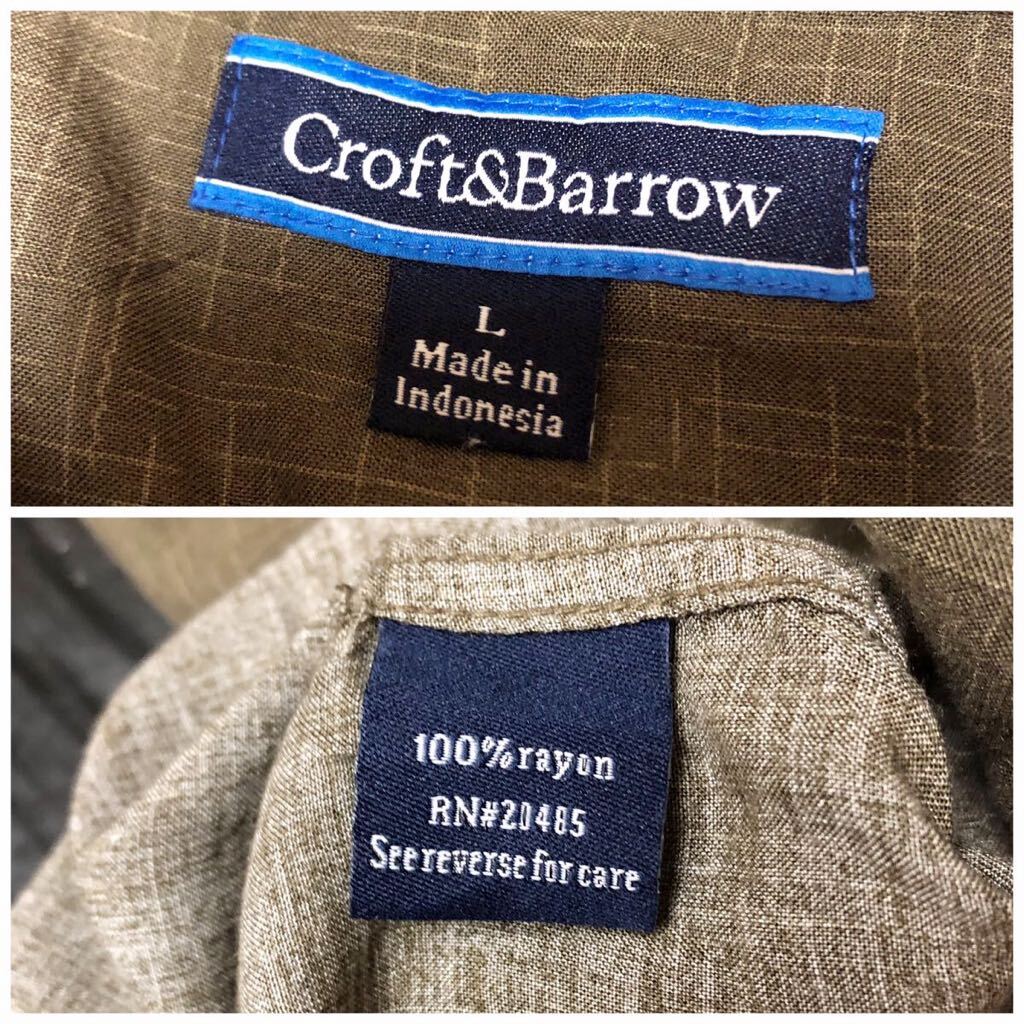 Croft&Barrow
L
Made in
Indonesia
100% rayon
RN#20485
See reverse for care